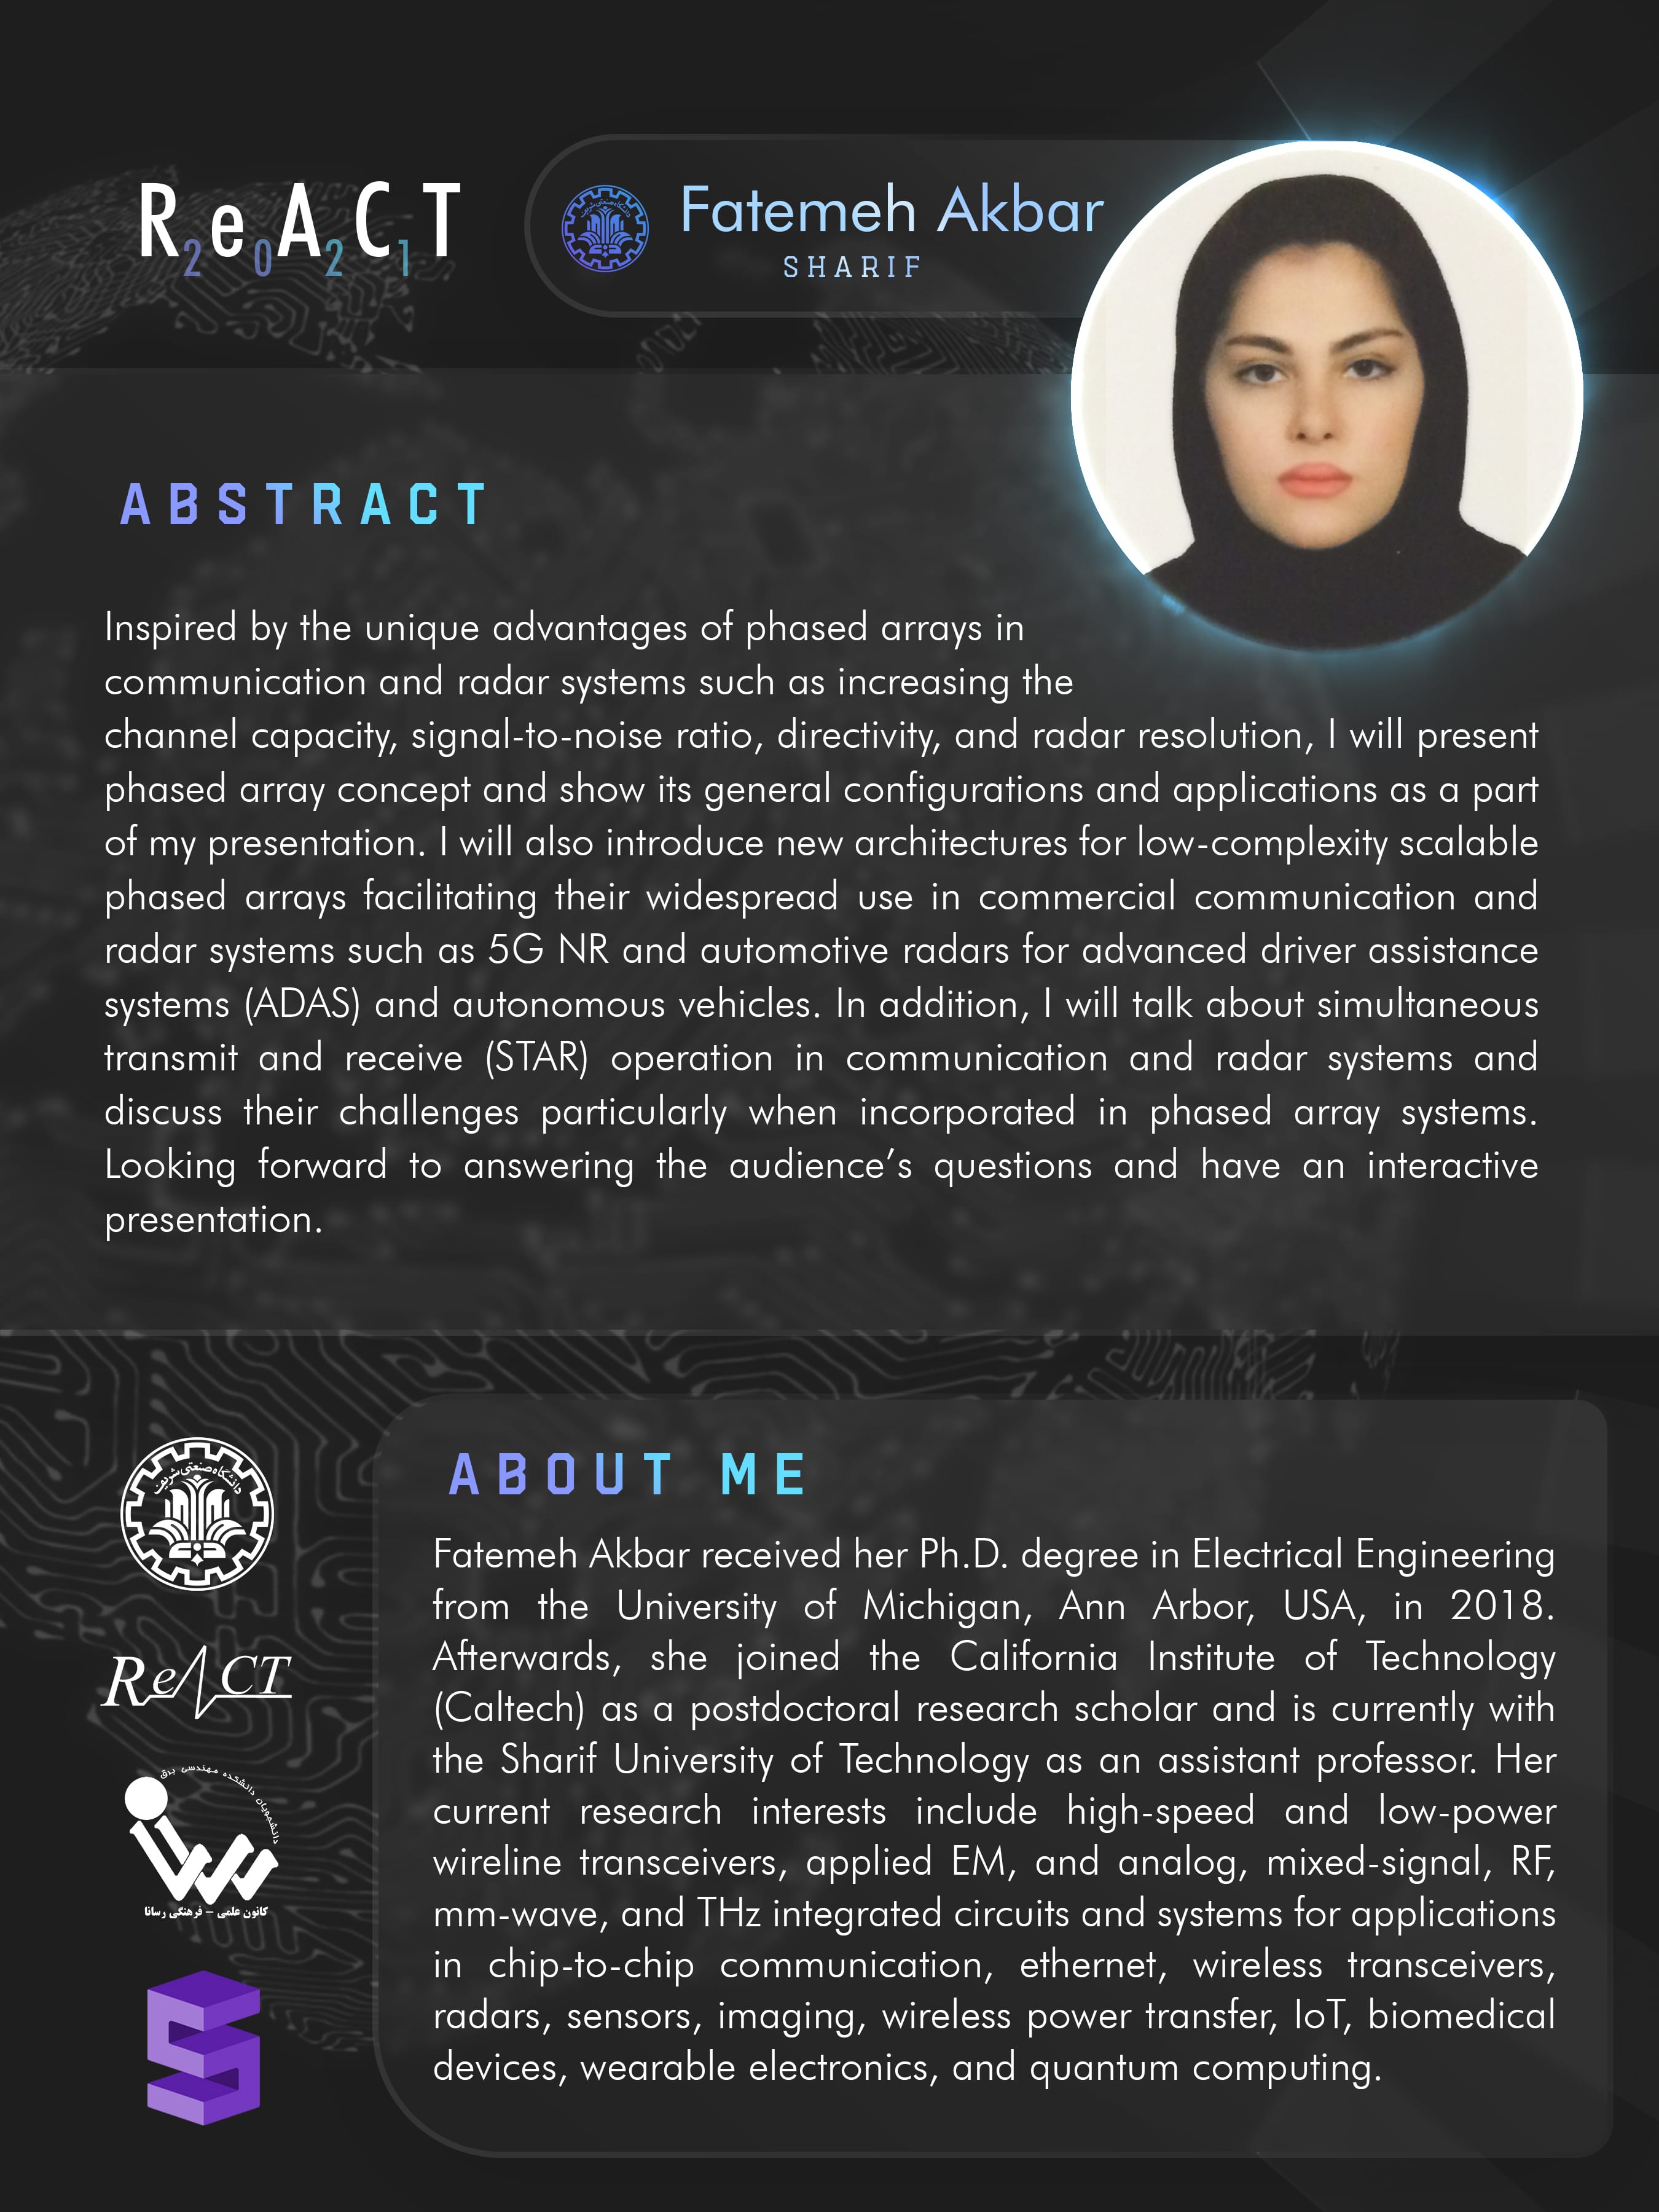 ReACT
2021
Fatemeh Akbar
SHARIF
ABSTRACT
Inspired by the unique advantages of phased arrays in
communication and radar systems such as increasing the
channel capacity, signal-to-noise ratio, directivity, and radar resolution, I will present
phased array concept and show its general configurations and applications as a part
of my presentation. I will also introduce new architectures for low-complexity scalable
phased arrays facilitating their widespread use in commercial communication and
radar systems such as 5G NR and automotive radars for advanced driver assistance
systems (ADAS) and autonomous vehicles. In addition, I will talk about simultaneous
transmit and receive (STAR) operation in communication and radar systems and
discuss their challenges particularly when incorporated in phased array systems.
Looking forward to answering the audience’s questions and have an interactive
presentation.
دانشگاه صنعتی شریف
ReACT
دانشجویان دانشکده مهندسی برق
کانون علمی - فرهنگی رسانا
ABOUT ME
Fatemeh Akbar received her Ph.D. degree in Electrical Engineering
from the University of Michigan, Ann Arbor, USA, in 2018.
Afterwards, she joined the California Institute of Technology
(Caltech) as a postdoctoral research scholar and is currently with
the Sharif University of Technology as an assistant professor. Her
current research interests include high-speed and low-power
wireline transceivers, applied EM, and analog, mixed-signal, RF,
mm-wave, and THz integrated circuits and systems for applications
in chip-to-chip communication, ethernet, wireless transceivers,
radars, sensors, imaging, wireless power transfer, IoT, biomedical
devices, wearable electronics, and quantum computing.